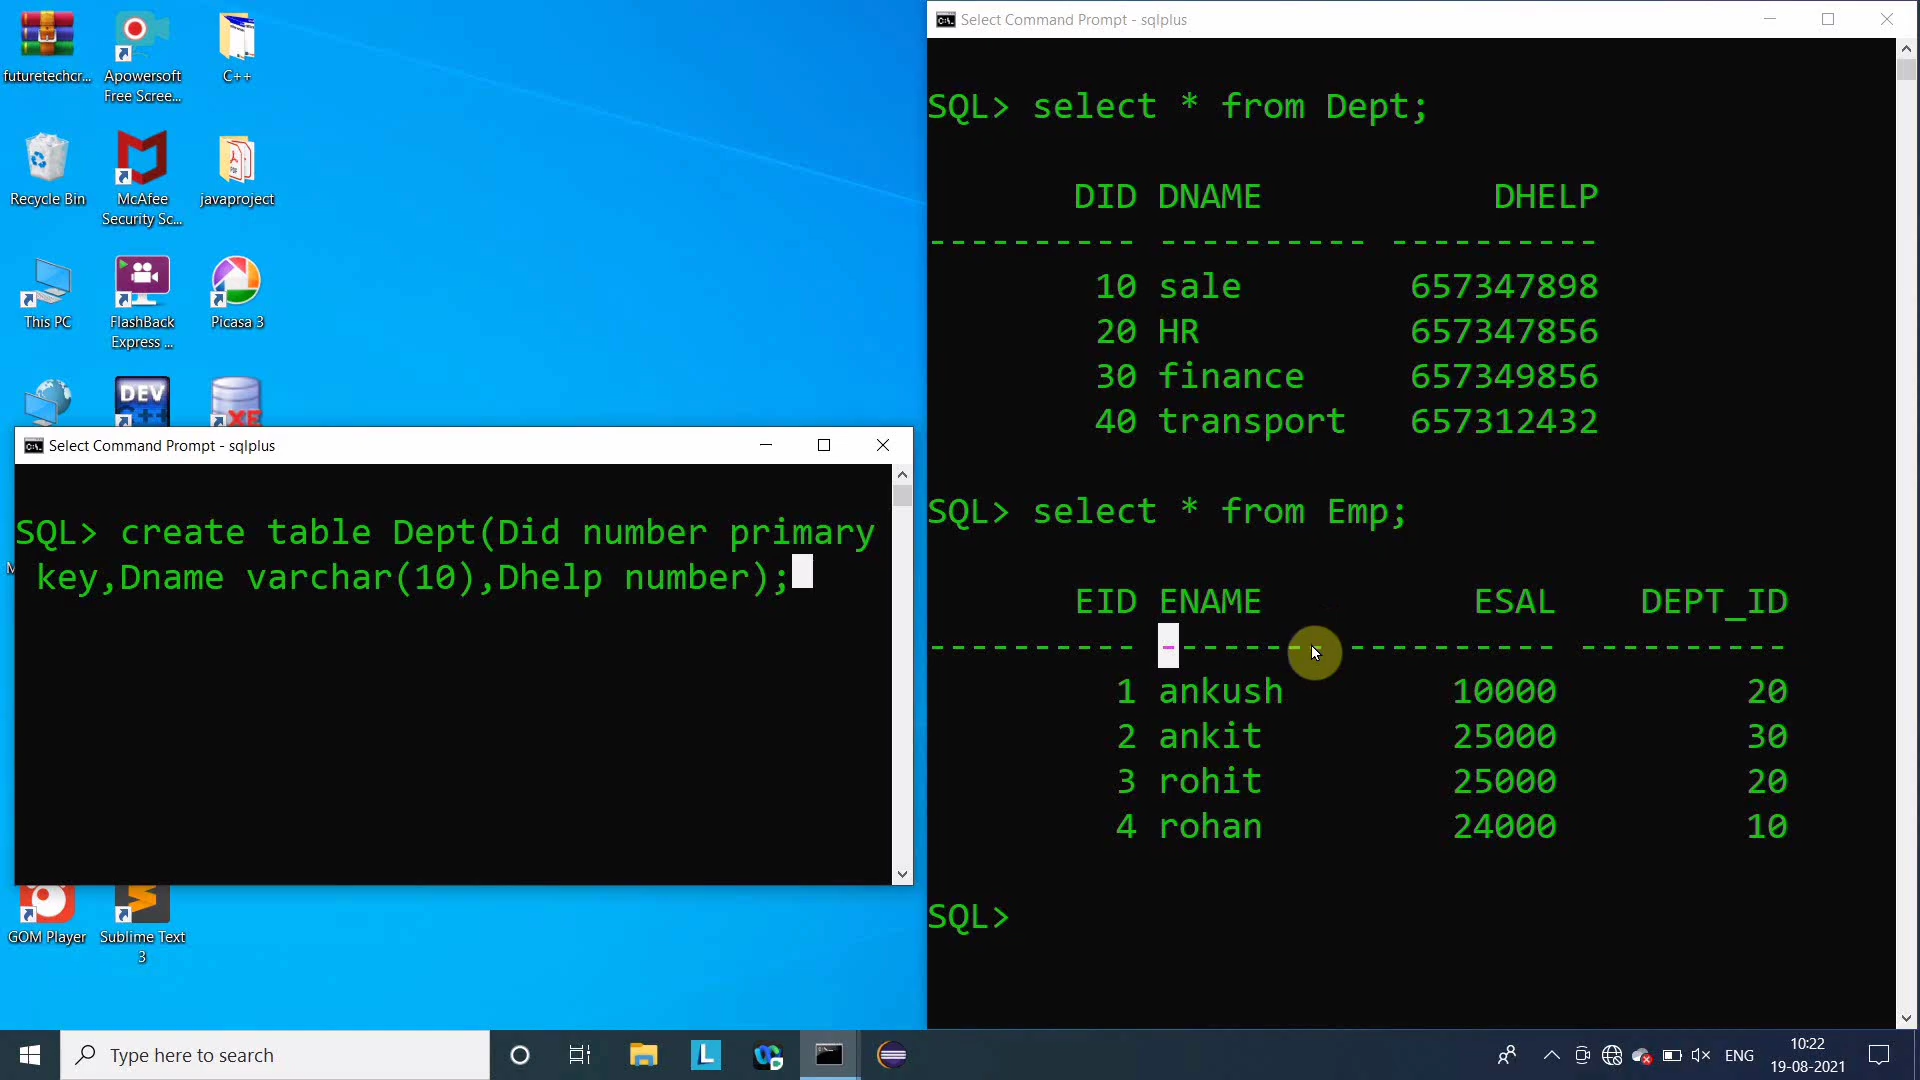 futuretechcr...
Apowersoft
Free Scree...
C++
Recycle Bin
McAfee
Security Sc...
javaproject
This PC
FlashBack
Express ...
Picasa 3
DEV
C++
XE
Select Command Prompt - sqlplus
SQL> create table Dept(Did number primary
key,Dname varchar(10),Dhelp number);
GOM Player
Sublime Text
3
Select Command Prompt - sqlplus
SQL> select * from Dept;
DID DNAME DHELP
---------- ---------- ----------
10 sale 657347898
20 HR 657347856
30 finance 657349856
40 transport 657312432
SQL> select * from Emp;
EID ENAME ESAL DEPT_ID
---------- -------- ---------- ----------
1 ankush 10000 20
2 ankit 25000 30
3 rohit 25000 20
4 rohan 24000 10
SQL>
Type here to search
L
ENG
10:22
19-08-2021